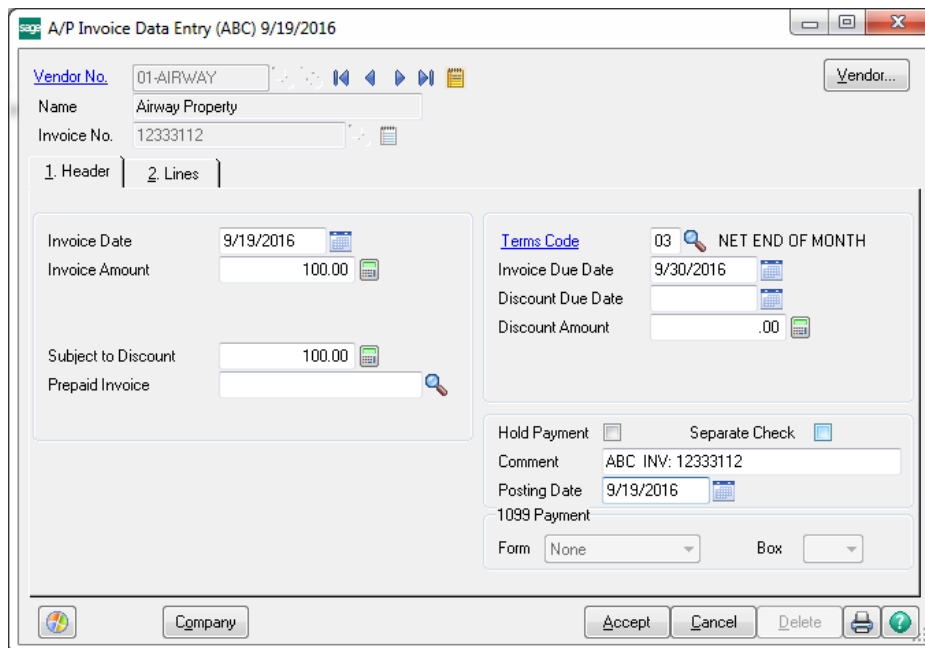 sage A/P Invoice Data Entry (ABC) 9/19/2016
Vendor No. 01-AIRWAY Vendor...
Name Airway Property
Invoice No. 12333112
1. Header 2. Lines
Invoice Date 9/19/2016 Terms Code 03 NET END OF MONTH
Invoice Amount 100.00 Invoice Due Date 9/30/2016
Discount Due Date
Discount Amount .00
Subject to Discount 100.00
Prepaid Invoice
Hold Payment Separate Check
Comment ABC INV: 12333112
Posting Date 9/19/2016
1099 Payment
Form None Box
Company Accept Cancel Delete